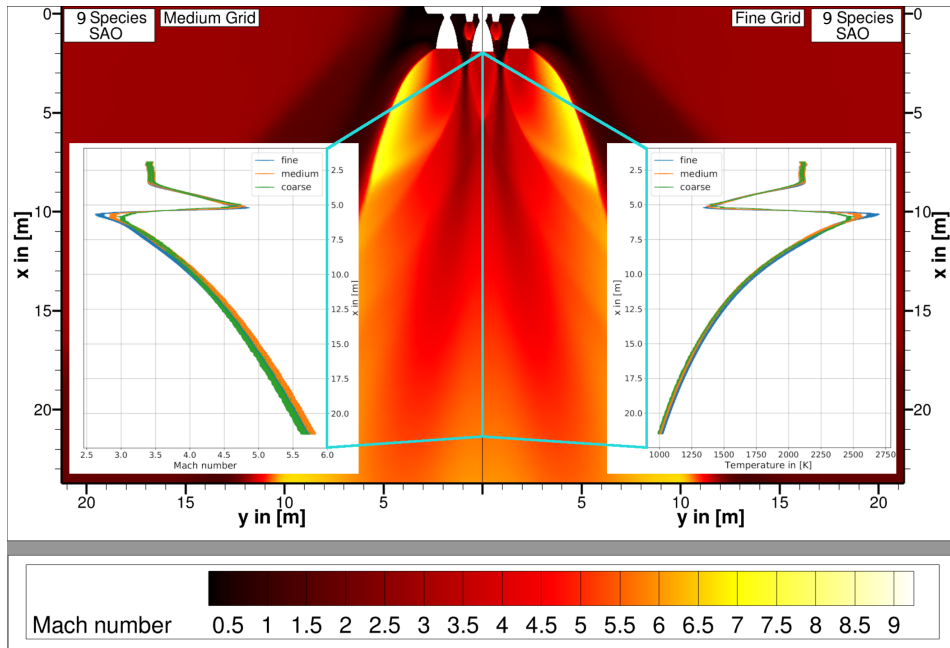 9 Species
SAO
Medium Grid
Fine Grid
9 Species
SAO
0
5
10
15
20
x in [m]
0
5
10
15
20
x in [m]
fine
medium
coarse
2.5
5.0
7.5
10.0
12.5
15.0
17.5
20.0
x in [m]
2.5 3.0 3.5 4.0 4.5 5.0 5.5 6.0
Mach number
fine
medium
coarse
2.5
5.0
7.5
10.0
12.5
15.0
17.5
20.0
x in [m]
1000 1250 1500 1750 2000 2250 2500 2750
Temperature in [K]
20 15 10 5 0 5 10 15 20
y in [m] y in [m]
Mach number 0.5 1 1.5 2 2.5 3 3.5 4 4.5 5 5.5 6 6.5 7 7.5 8 8.5 9